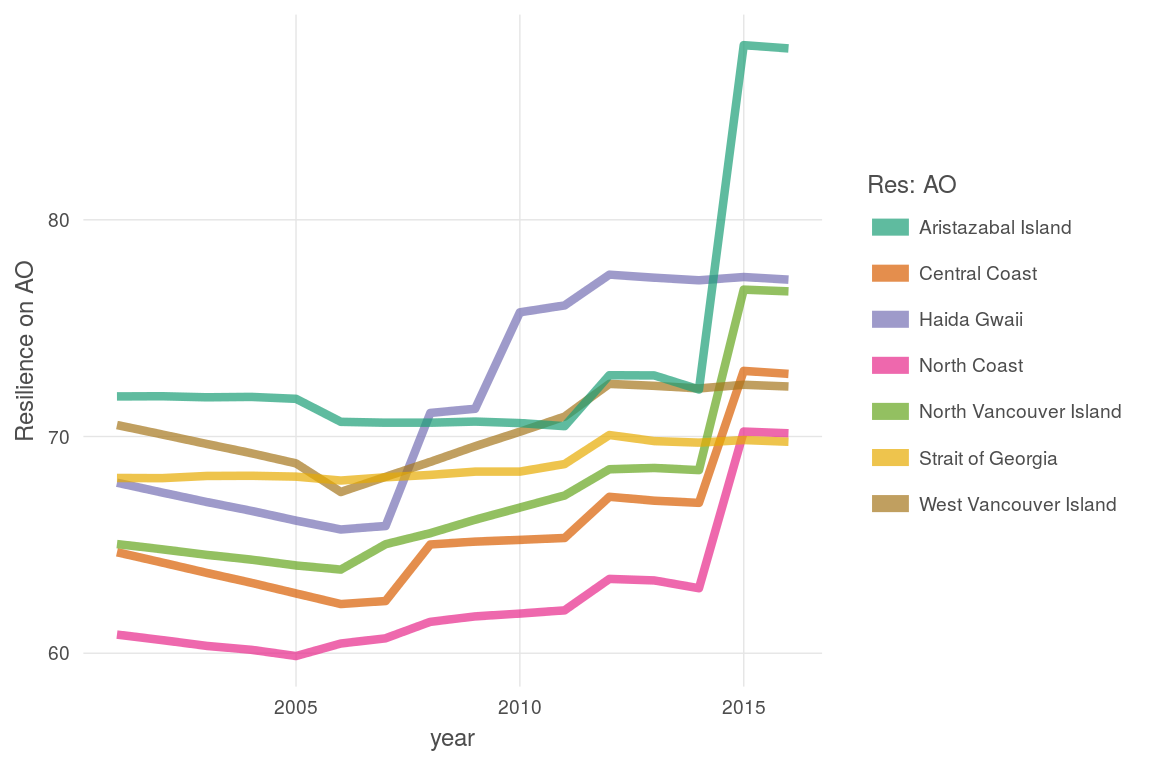 Resilience on AO
80
70
60
2005
2010
2015
year
Res: AO
Aristazabal Island
Central Coast
Haida Gwaii
North Coast
North Vancouver Island
Strait of Georgia
West Vancouver Island